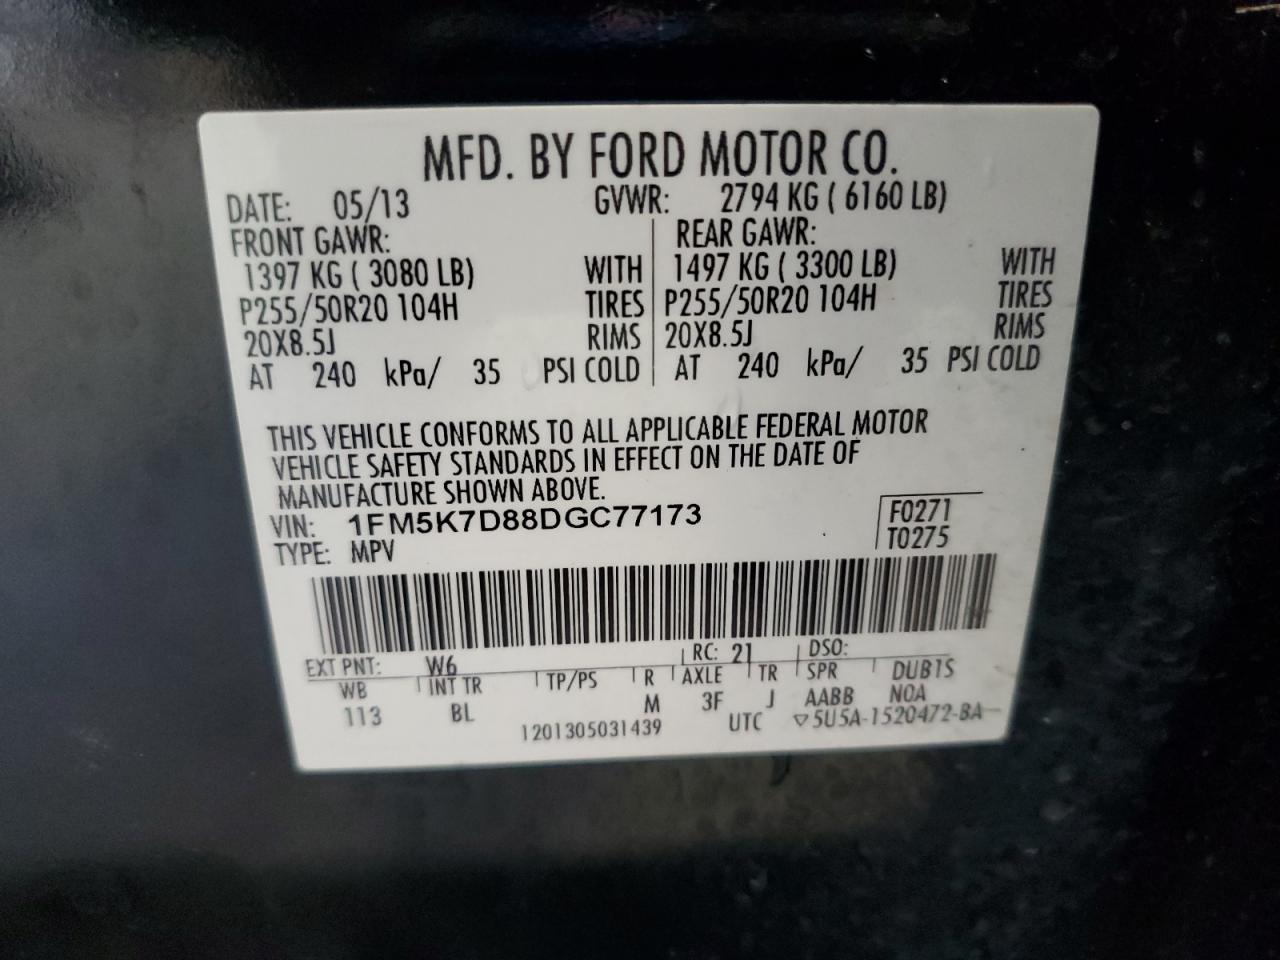 MFD. BY FORD MOTOR CO.
DATE: 05/13 GVWR: 2794 KG ( 6160 LB)
FRONT GAWR: REAR GAWR:
1397 KG ( 3080 LB) WITH 1497 KG ( 3300 LB) WITH
P255/50R20 104H TIRES P255/50R20 104H TIRES
20X8.5J RIMS 20X8.5J RIMS
AT 240 kPa/ 35 PSI COLD AT 240 kPa/ 35 PSI COLD
THIS VEHICLE CONFORMS TO ALL APPLICABLE FEDERAL MOTOR
VEHICLE SAFETY STANDARDS IN EFFECT ON THE DATE OF
MANUFACTURE SHOWN ABOVE.
VIN: 1FM5K7D88DGC77173 F0271
TYPE: MPV T0275
EXT PNT: W6 RC: 21 DSO:
WB INT TR TP/PS R AXLE TR SPR DUB1S
113 BL M 3F J AABB NOA
1201305031439 UTC ▽5U5A-1520472-BA